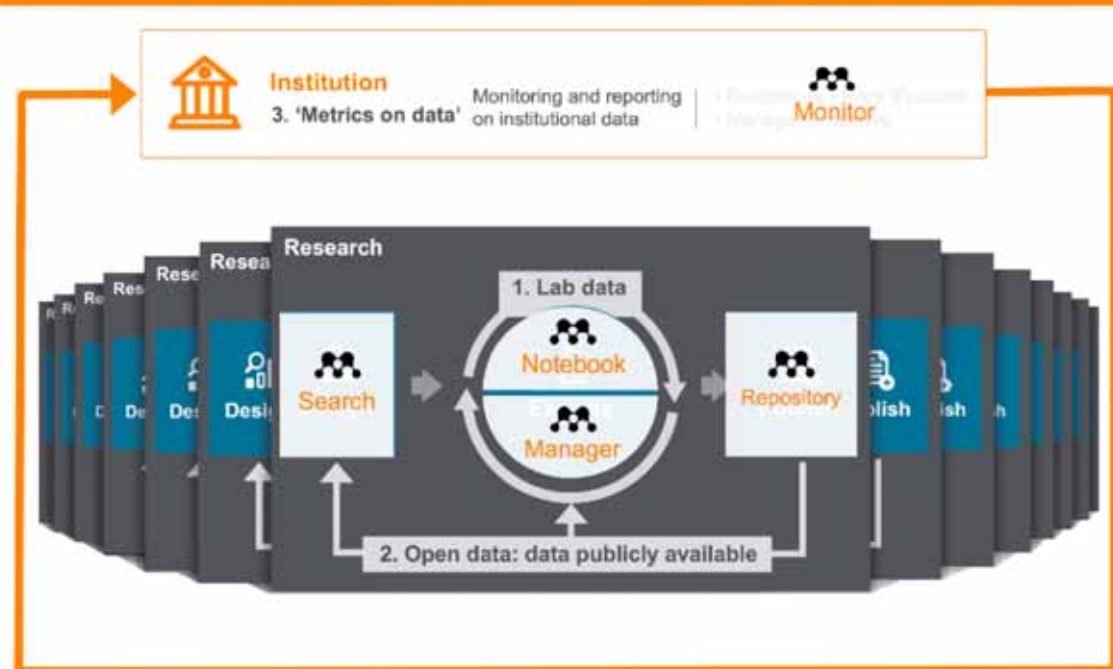 Institution
3. 'Metrics on data'
Monitoring and reporting
on institutional data
Monitor
Research
1. Lab data
Notebook
Manager
Search
Repository
2. Open data: data publicly available